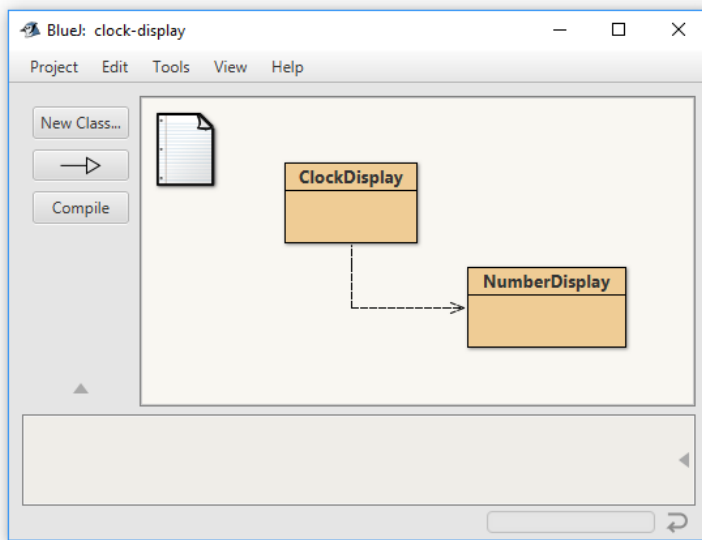 BlueJ: clock-display
Project Edit Tools View Help
New Class...
Compile
ClockDisplay
NumberDisplay